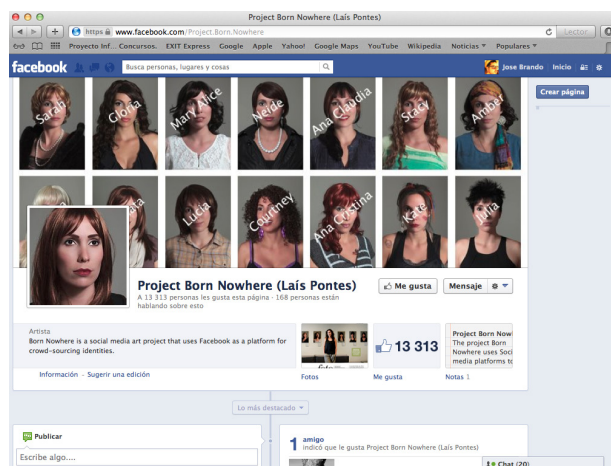 Project Born Nowhere (Laís Pontes)
https www.facebook.com/Project.Born.Nowhere
Lector
Proyecto Inf... Concursos. EXIT Express Google Apple Yahoo! Google Maps YouTube Wikipedia Noticias Populares
facebook
Busca personas, lugares y cosas
Jose Brando Inicio
Crear página
Sarah
Gloria
Mary Alice
Neide
Ana Claudia
Stacy
Amber
Lucia
Courtney
Ana Cristina
Kate
Julia
Project Born Nowhere (Laís Pontes)
A 13 313 personas les gusta esta página · 168 personas están
hablando sobre esto
Me gusta
Mensaje
Artista
Born Nowhere is a social media art project that uses Facebook as a platform for
crowd-sourcing identities.
Información - Sugerir una edición
Fotos
13 313
Me gusta
Project Born Nowl
The project Born
Nowhere uses Soci
media platforms to
Notas 1
Lo más destacado
Publicar
Escribe algo....
1 amigo
indicó que le gusta Project Born Nowhere (Laís Pontes)
Chat (20)